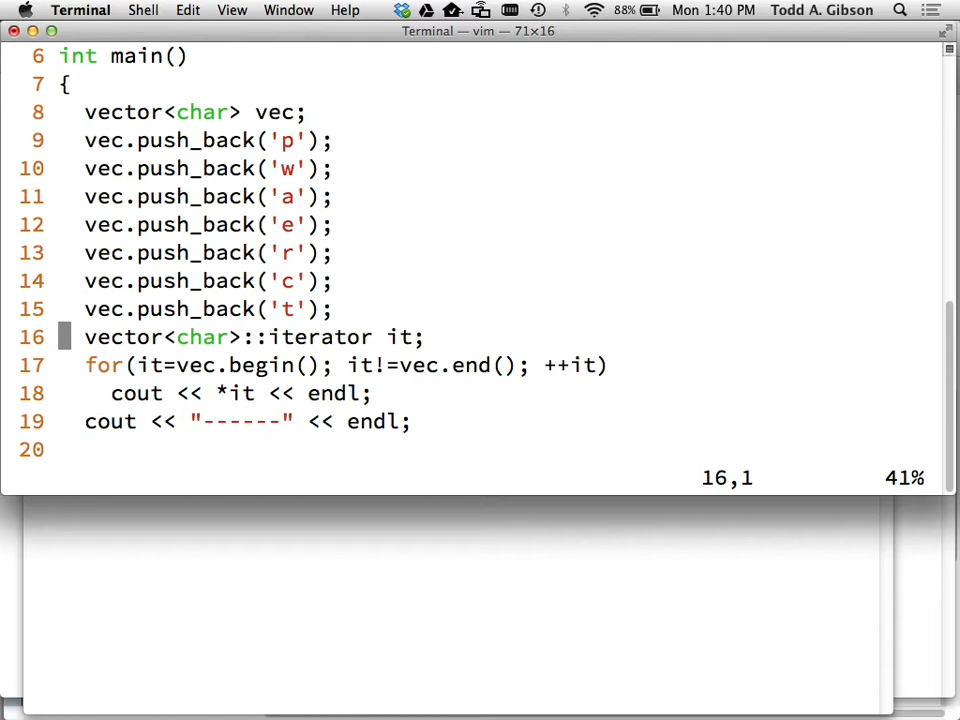 Terminal Shell Edit View Window Help 88% Mon 1:40 PM Todd A. Gibson
Terminal — vim — 71×16
6 int main()
7 {
8   vector<char> vec;
9   vec.push_back('p');
10   vec.push_back('w');
11   vec.push_back('a');
12   vec.push_back('e');
13   vec.push_back('r');
14   vec.push_back('c');
15   vec.push_back('t');
16   vector<char>::iterator it;
17   for(it=vec.begin(); it!=vec.end(); ++it)
18     cout << *it << endl;
19   cout << "------" << endl;
20
16,1 41%